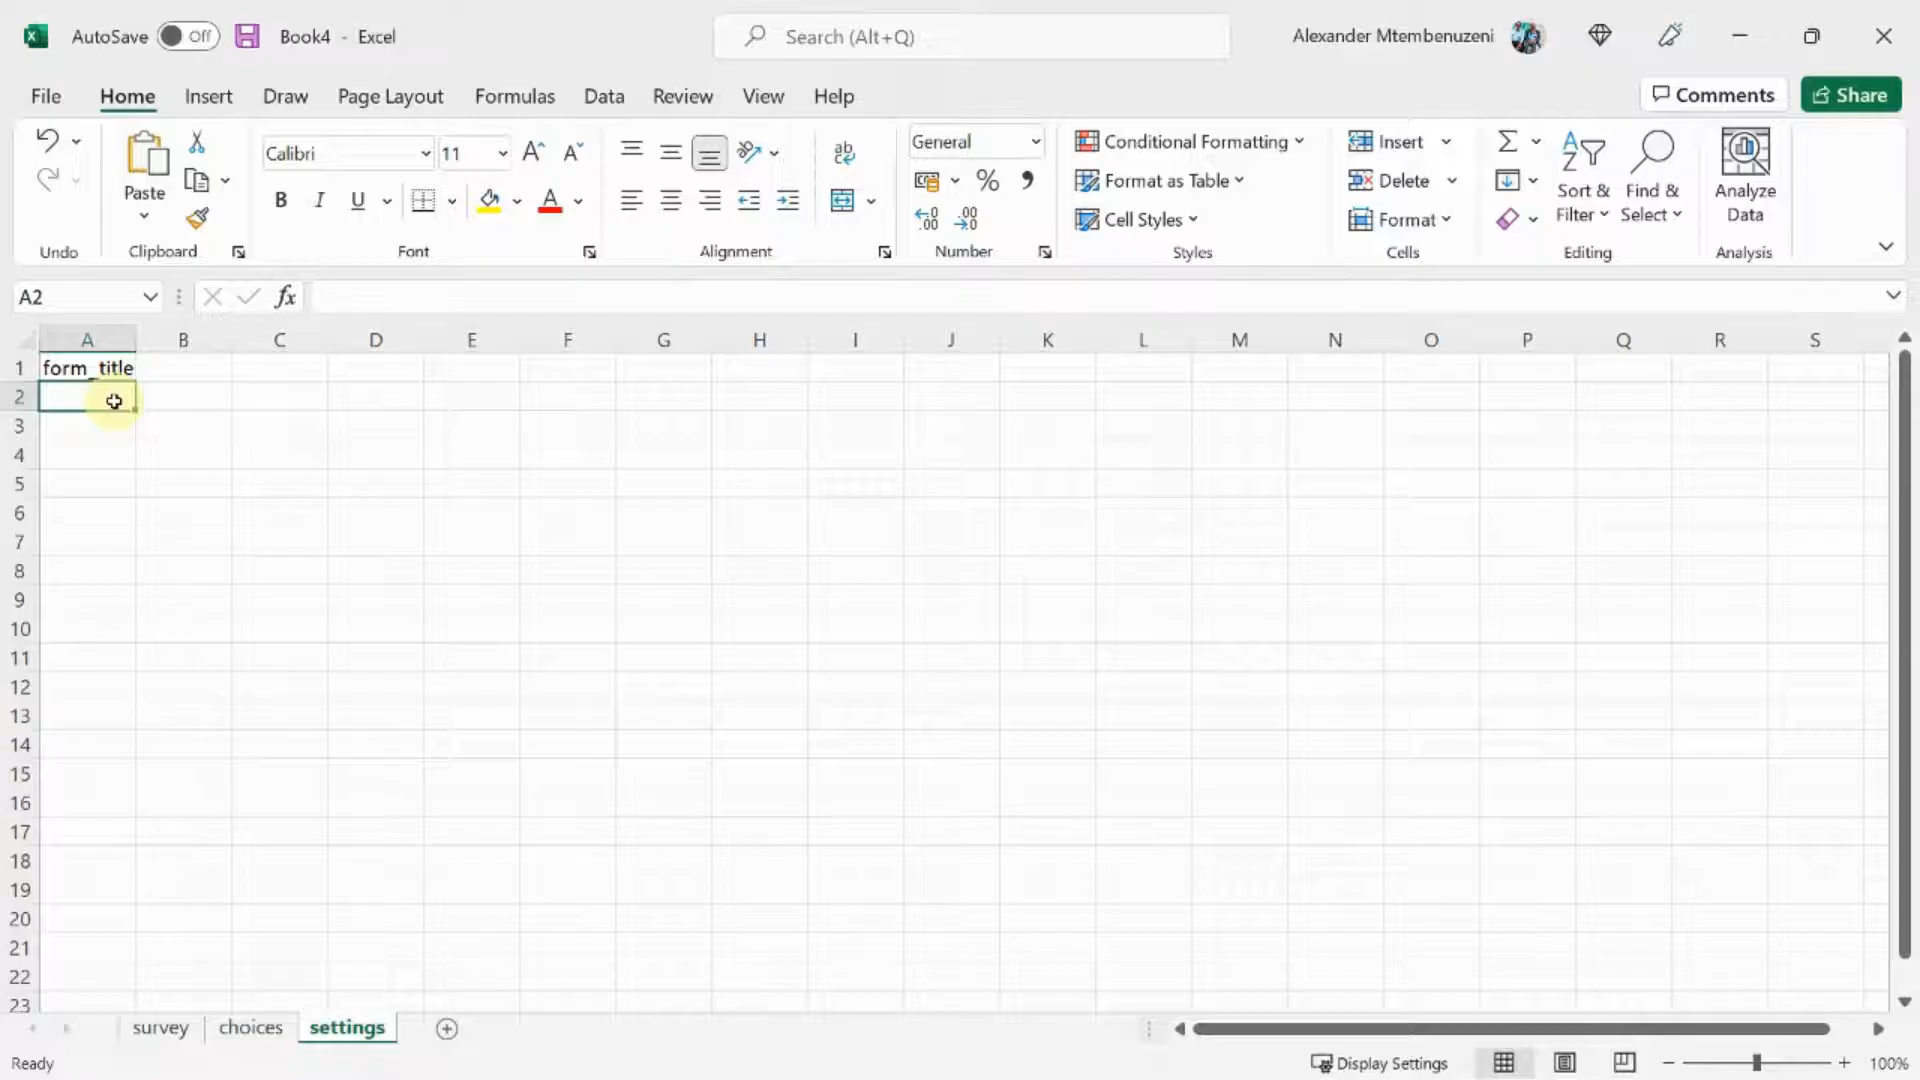 AutoSave Off Book4 - Excel Search (Alt+Q) Alexander Mtembenuzeni
File Home Insert Draw Page Layout Formulas Data Review View Help Comments Share
Paste
Calibri 11
B I U
General
Conditional Formatting
Format as Table
Cell Styles
Insert
Delete
Format
Sort & Filter
Find & Select
Analyze Data
Undo Clipboard Font Alignment Number Styles Cells Editing Analysis
A2 fx
A B C D E F G H I J K L M N O P Q R S
1 form_title
2
3
4
5
6
7
8
9
10
11
12
13
14
15
16
17
18
19
20
21
22
23
survey choices settings
Ready Display Settings 100%